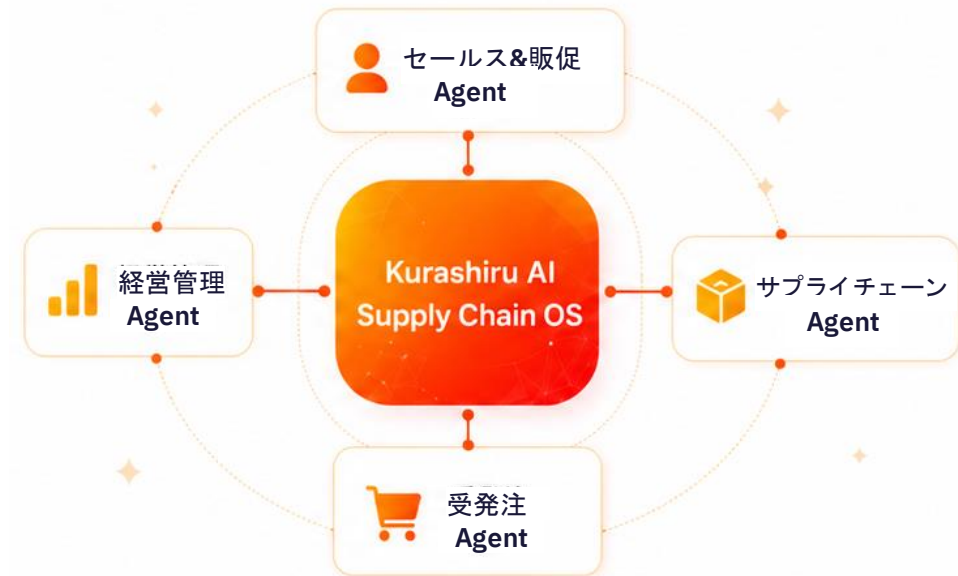 セールス&販促
Agent
経営管理
Agent
Kurashiru AI
Supply Chain OS
サプライチェーン
Agent
受発注
Agent